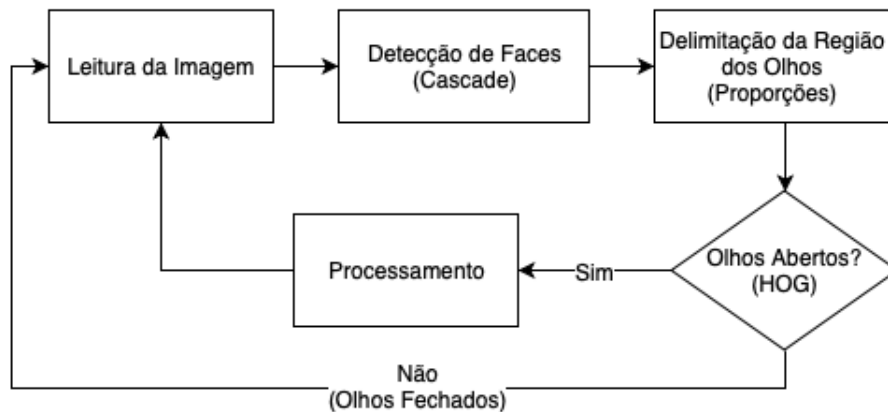 Leitura da Imagem
Detecção de Faces
(Cascade)
Delimitação da Região
dos Olhos
(Proporções)
Olhos Abertos?
(HOG)
Sim
Processamento
Não
(Olhos Fechados)